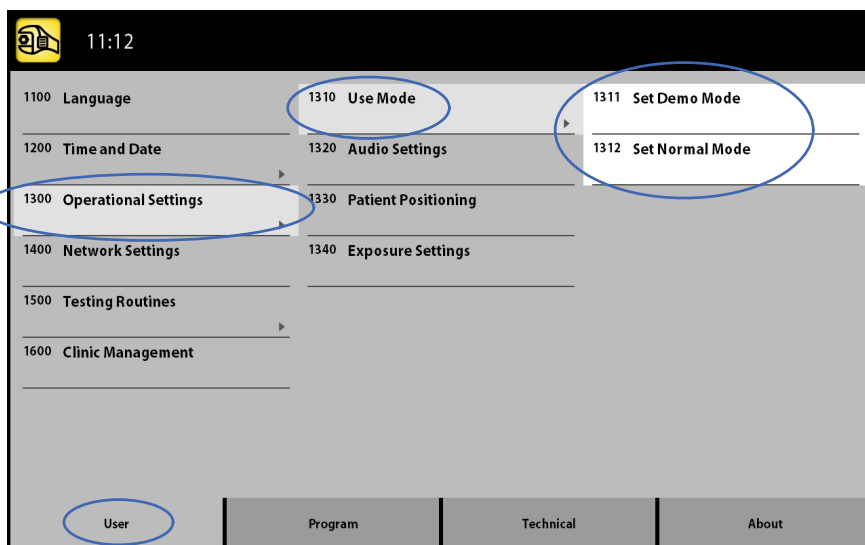 11:12
1100 Language
1200 Time and Date
1300 Operational Settings
1400 Network Settings
1500 Testing Routines
1600 Clinic Management
1310 Use Mode
1320 Audio Settings
1330 Patient Positioning
1340 Exposure Settings
1311 Set Demo Mode
1312 Set Normal Mode
User
Program
Technical
About